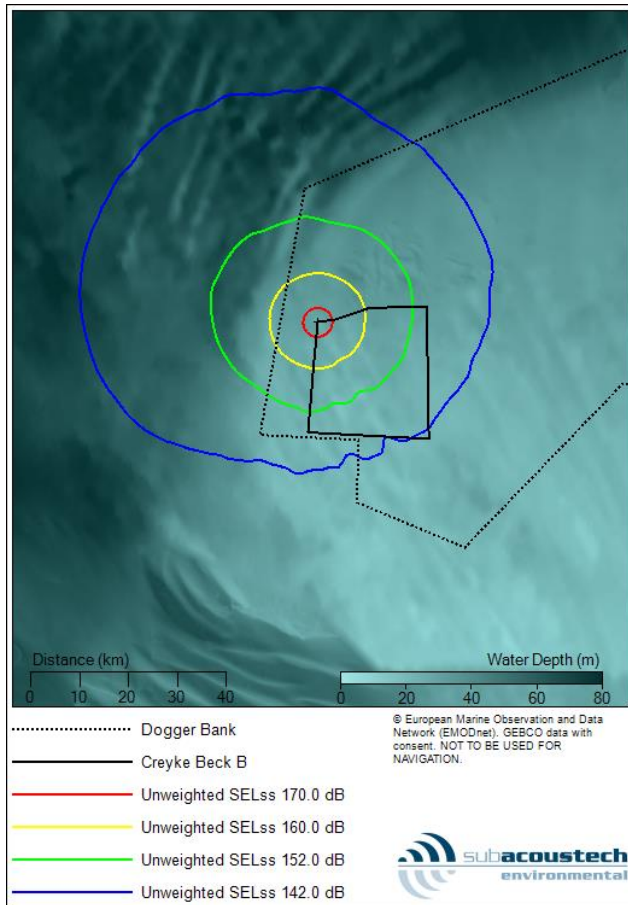 Distance (km)
0 10 20 30 40
Water Depth (m)
0 20 40 60 80
Dogger Bank
Creyke Beck B
Unweighted SELss 170.0 dB
Unweighted SELss 160.0 dB
Unweighted SELss 152.0 dB
Unweighted SELss 142.0 dB
© European Marine Observation and Data
Network (EMODnet). GEBCO data with
consent. NOT TO BE USED FOR
NAVIGATION.
subacoustech
environmental